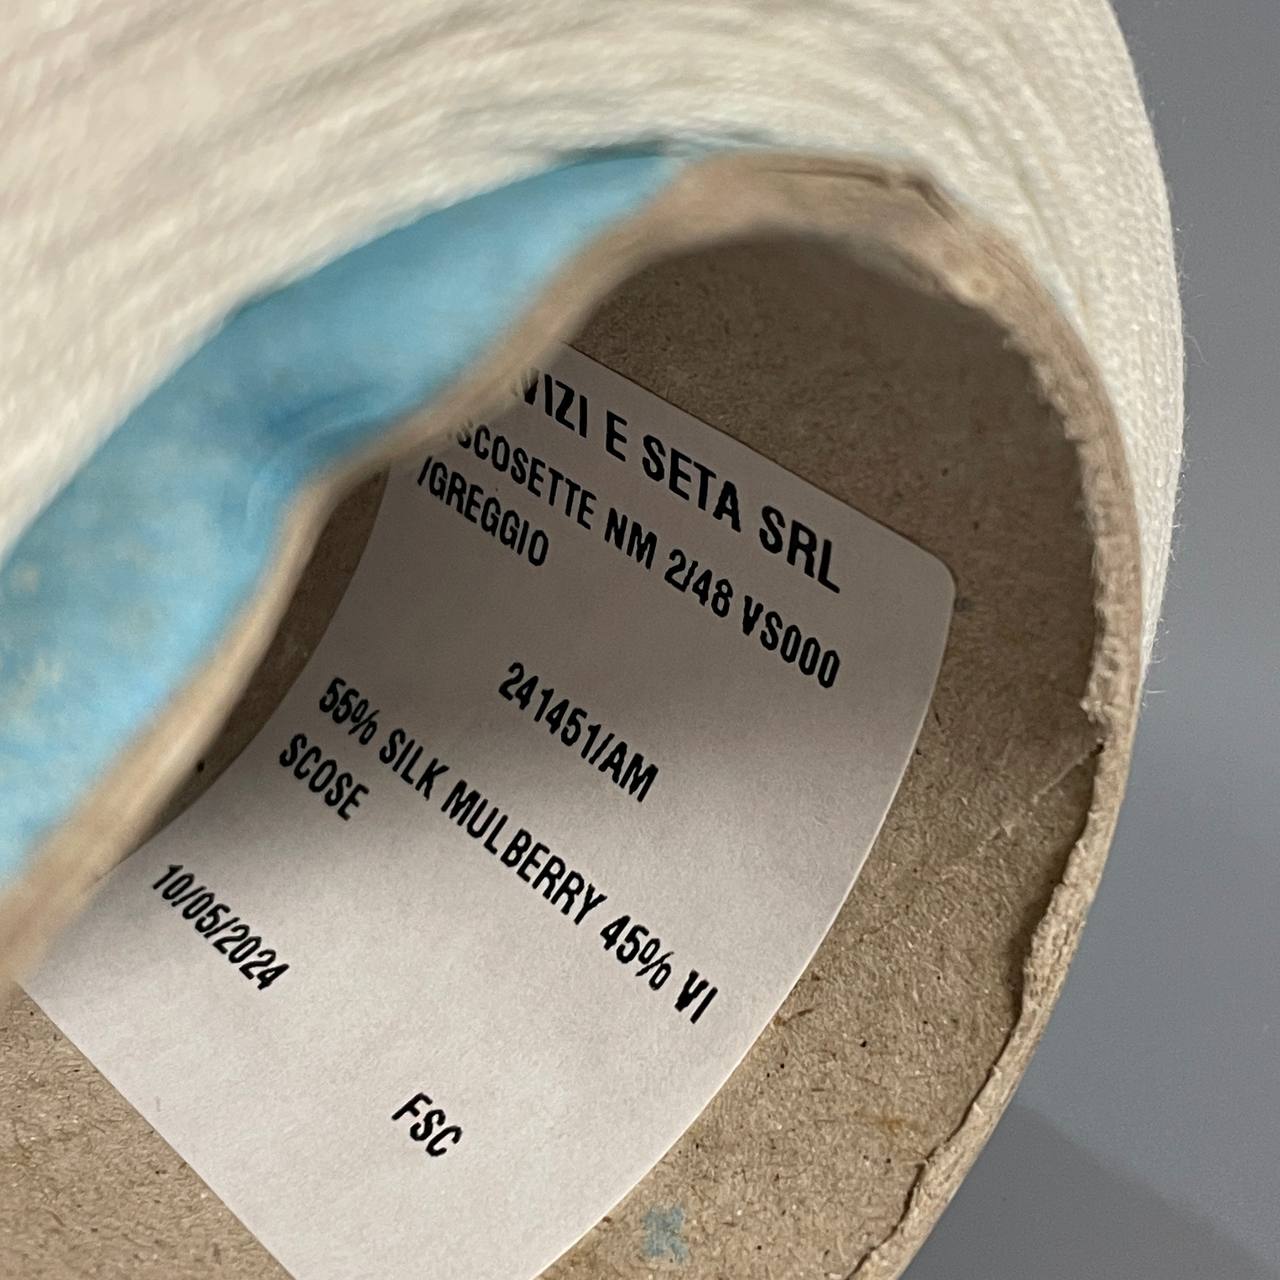 VIZI E SETA SRL
SCOSETTE NM 2/48 VS000
/GREGGIO
241451/AM
55% SILK MULBERRY 45% VI
SCOSE
10/05/2024
FSC